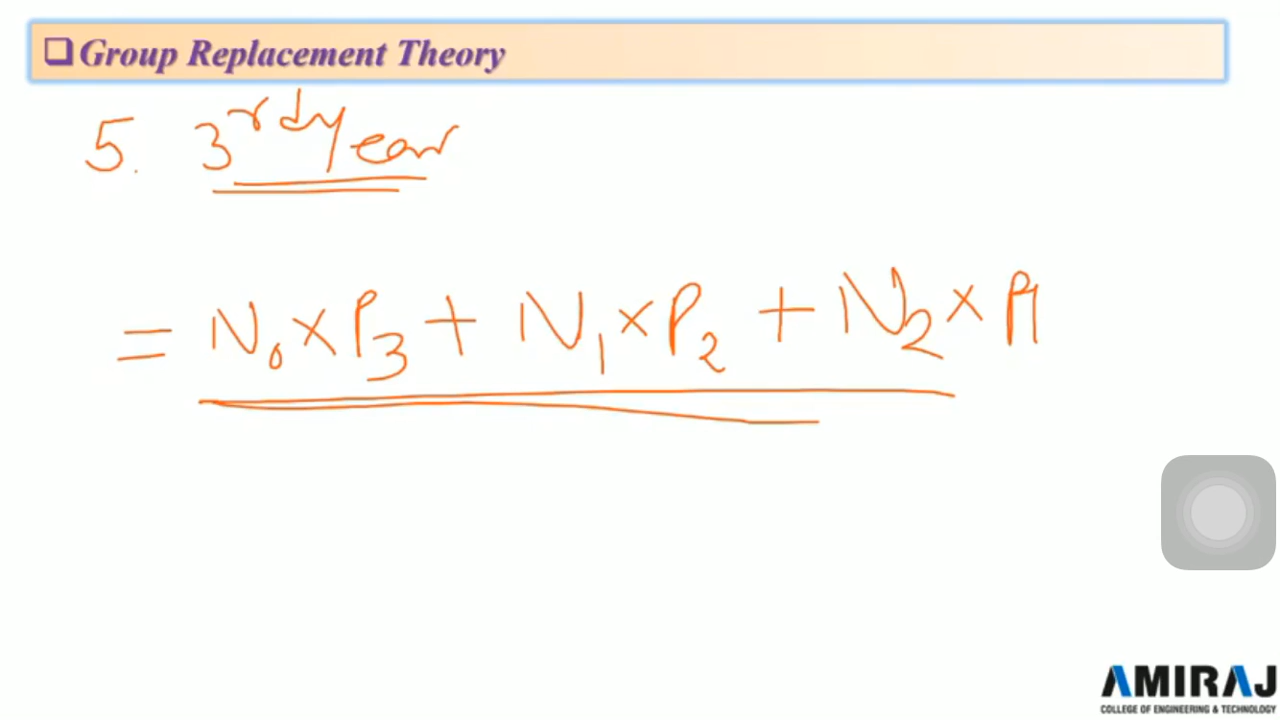 ❑ Group Replacement Theory
5. 3rd year
= N₀ × P₃ + N₁ × P₂ + N₂ × P1
AMIRAJ
COLLEGE OF ENGINEERING & TECHNOLOGY